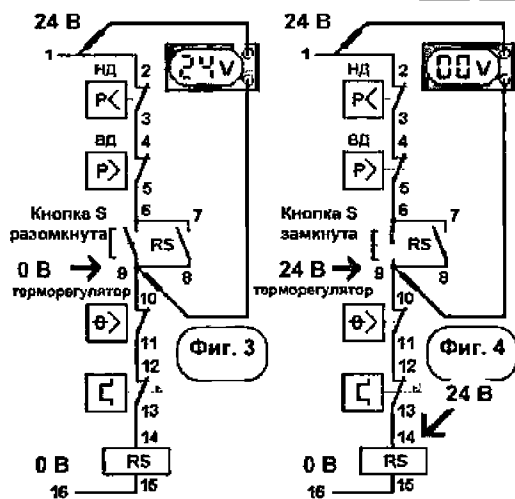 24 В
1
24 V
НД
2
P<
3
ВД
4
P>
5
6
7
Кнопка S
разомкнута
RS
0 В
9
8
терморегулятор
10
θ>
11
Фиг. 3
12
13
14
0 В
RS
16
15
24 В
1
00 V
НД
2
P<
3
ВД
4
P>
5
6
7
Кнопка S
замкнута
RS
24 В
9
8
терморегулятор
10
θ>
11
Фиг. 4
12
24 В
13
14
0 В
RS
16
15